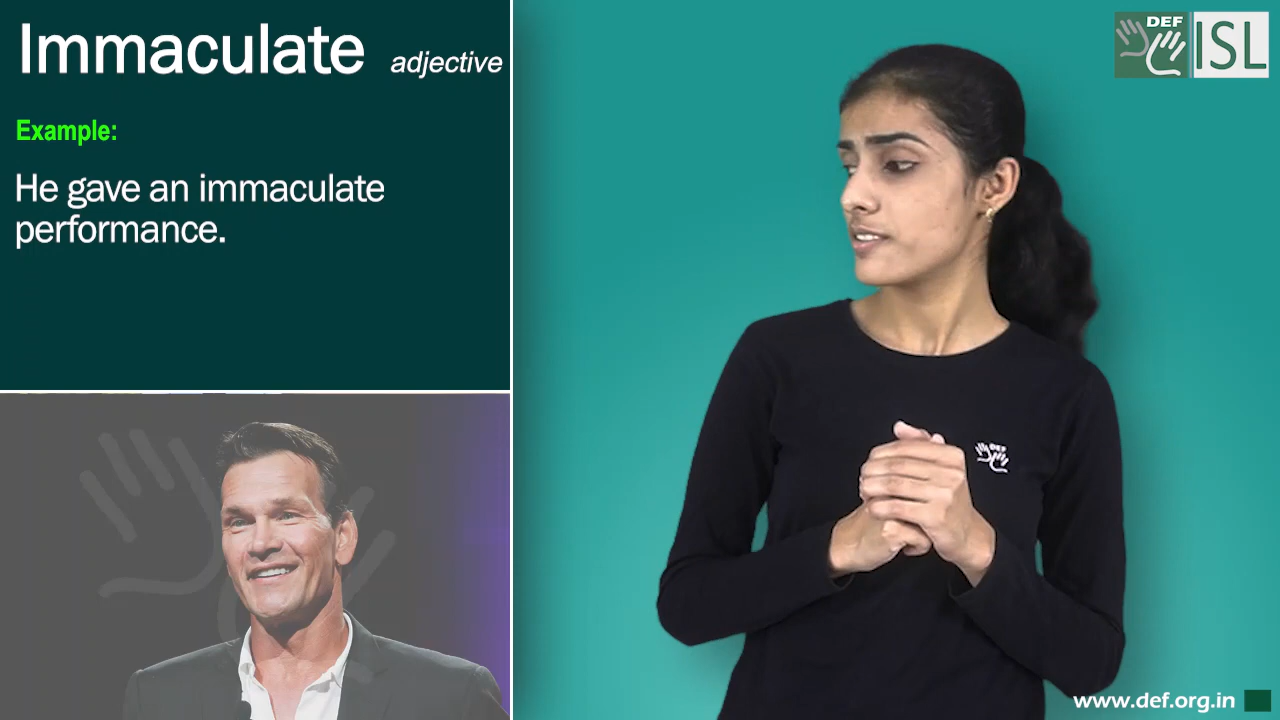 Immaculate adjective
Example:
He gave an immaculate
performance.
DEF
ISL
DEF
www.def.org.in